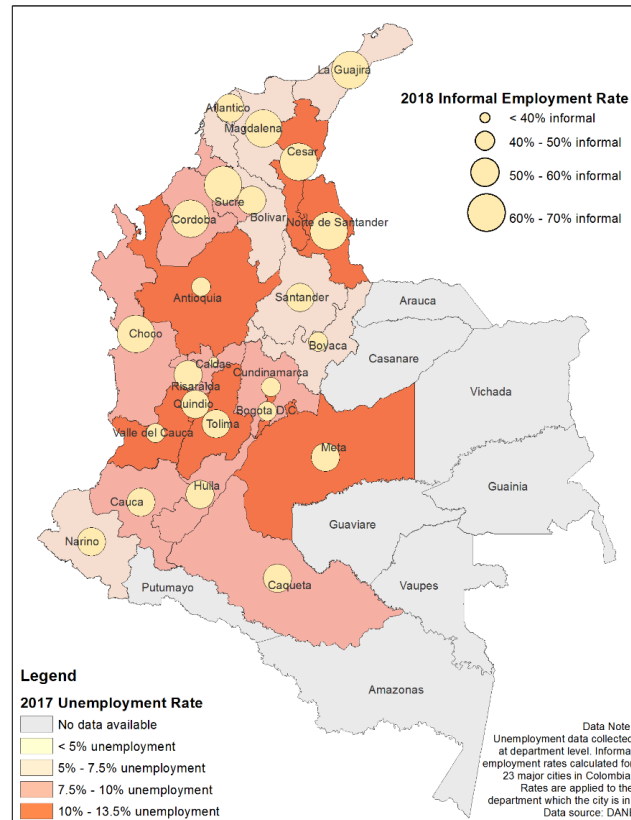 La Guajira
2018 Informal Employment Rate
< 40% informal
40% - 50% informal
50% - 60% informal
60% - 70% informal
Atlantico
Magdalena
Cesar
Sucre
Bolivar
Cordoba
Norte de Santander
Antioquia
Santander
Arauca
Choco
Boyaca
Casanare
Caldas
Cundinamarca
Risaralda
Vichada
Quindio
Bogota D.C.
Tolima
Valle del Cauca
Meta
Guainia
Huila
Cauca
Guaviare
Narino
Putumayo
Caqueta
Vaupes
Amazonas
Legend
2017 Unemployment Rate
No data available
< 5% unemployment
5% - 7.5% unemployment
7.5% - 10% unemployment
10% - 13.5% unemployment
Data Note
Unemployment data collected
at department level. Informa
employment rates calculated for
23 major cities in Colombia
Rates are applied to the
department which the city is in
Data source: DANE